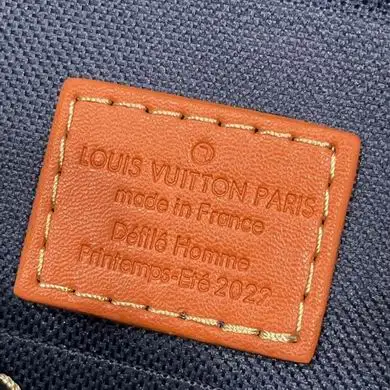 LOUIS VUITTON PARIS
made in France
Défilé Homme
Printemps-Eté 2022